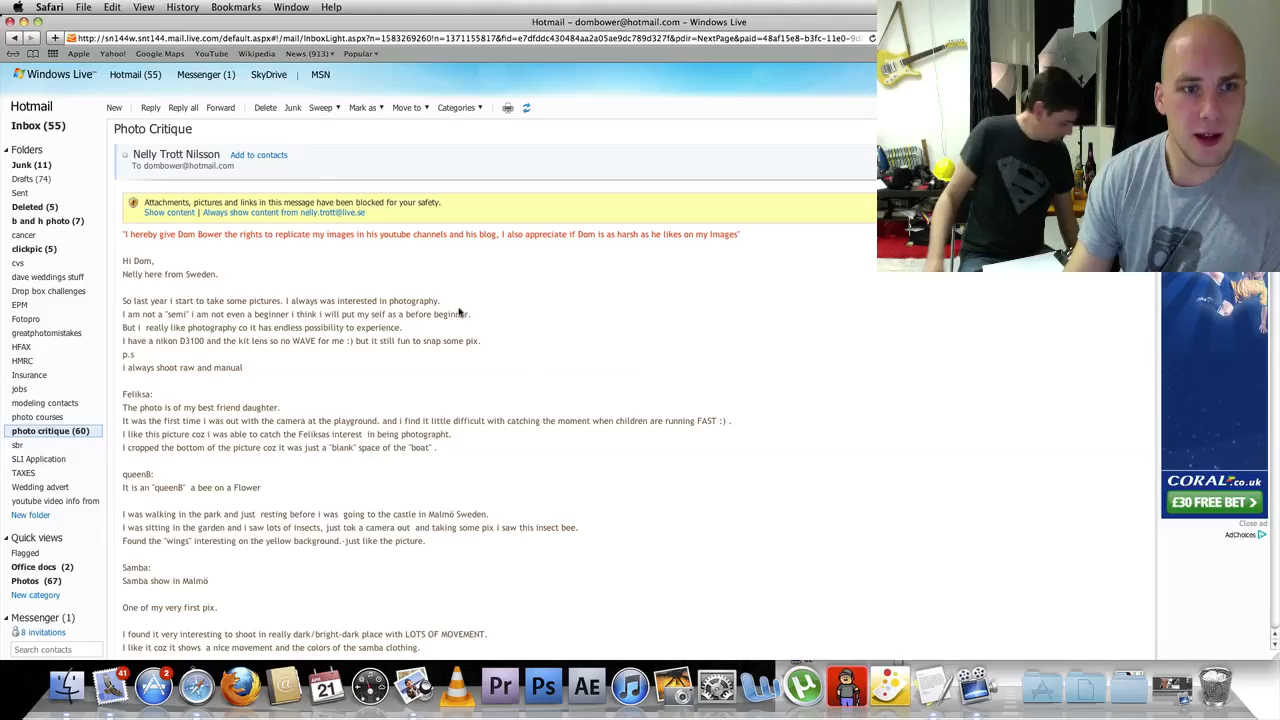 Safari File Edit View History Bookmarks Window Help
Hotmail - dombower@hotmail.com - Windows Live
Apple Yahoo! Google Maps YouTube Wikipedia News (913) Popular
Windows Live Hotmail (55) Messenger (1) SkyDrive MSN
Hotmail
New Reply Reply all Forward Delete Junk Sweep Mark as Move to Categories
Inbox (55)
Folders
Junk (11)
Drafts (74)
Sent
Deleted (5)
b and h photo (7)
cancer
clickpic (5)
cvs
dave weddings stuff
Drop box challenges
EPM
Fotopro
greatphotomistakes
HFAX
HMRC
Insurance
jobs
modeling contacts
photo courses
photo critique (60)
sbr
SLI Application
TAXES
Wedding advert
youtube video info from
New folder
Quick views
Flagged
Office docs (2)
Photos (67)
New category
Messenger (1)
8 invitations
Search contacts
Photo Critique
Nelly Trott Nilsson Add to contacts
To dombower@hotmail.com
Attachments, pictures and links in this message have been blocked for your safety.
Show content | Always show content from nelly.trott@live.se
"I hereby give Dom Bower the rights to replicate my images in his youtube channels and his blog, I also appreciate if Dom is as harsh as he likes on my Images"
Hi Dom,
Nelly here from Sweden.
So last year i start to take some pictures. I always was interested in photography.
I am not a "semi" i am not even a beginner i think i will put my self as a before beginner.
But i really like photography co it has endless possibility to experience.
I have a nikon D3100 and the kit lens so no WAVE for me :) but it still fun to snap some pix.
p.s
i always shoot raw and manual
Feliksa:
The photo is of my best friend daughter.
It was the first time i was out with the camera at the playground. and i find it little difficult with catching the moment when children are running FAST :) .
I like this picture coz i was able to catch the Feliksas interest in being photographt.
I cropped the bottom of the picture coz it was just a "blank" space of the "boat" .
queenB:
It is an "queenB" a bee on a Flower
I was walking in the park and just resting before i was going to the castle in Malmö Sweden.
I was sitting in the garden and i saw lots of insects, just tok a camera out and taking some pix i saw this insect bee.
Found the "wings" interesting on the yellow background.-just like the picture.
Samba:
Samba show in Malmö
One of my very first pix.
I found it very interesting to shoot in really dark/bright-dark place with LOTS OF MOVEMENT.
I like it coz it shows a nice movement and the colors of the samba clothing.
CORAL.co.uk
£30 FREE BET >
Close ad
AdChoices
41
2
APR
21
Pr Ps AE